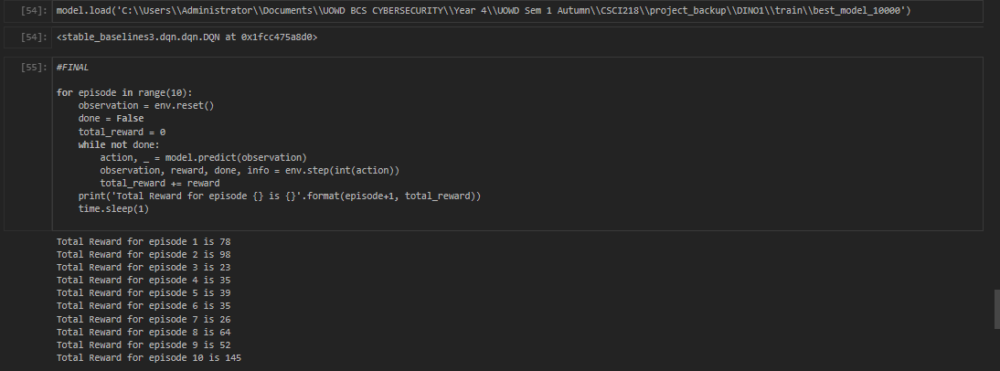 [54]: model.load('C:\\Users\\Administrator\\Documents\\UOWD BCS CYBERSECURITY\\Year 4\\UOWD Sem 1 Autumn\\CSCI218\\project_backup\\DINO1\\train\\best_model_10000')
[54]: <stable_baselines3.dqn.dqn.DQN at 0x1fcc475a8d0>
[55]: #FINAL
for episode in range(10):
    observation = env.reset()
    done = False
    total_reward = 0
    while not done:
        action, _ = model.predict(observation)
        observation, reward, done, info = env.step(int(action))
        total_reward += reward
    print('Total Reward for episode {} is {}'.format(episode+1, total_reward))
    time.sleep(1)
Total Reward for episode 1 is 78
Total Reward for episode 2 is 98
Total Reward for episode 3 is 23
Total Reward for episode 4 is 35
Total Reward for episode 5 is 39
Total Reward for episode 6 is 35
Total Reward for episode 7 is 26
Total Reward for episode 8 is 64
Total Reward for episode 9 is 52
Total Reward for episode 10 is 145